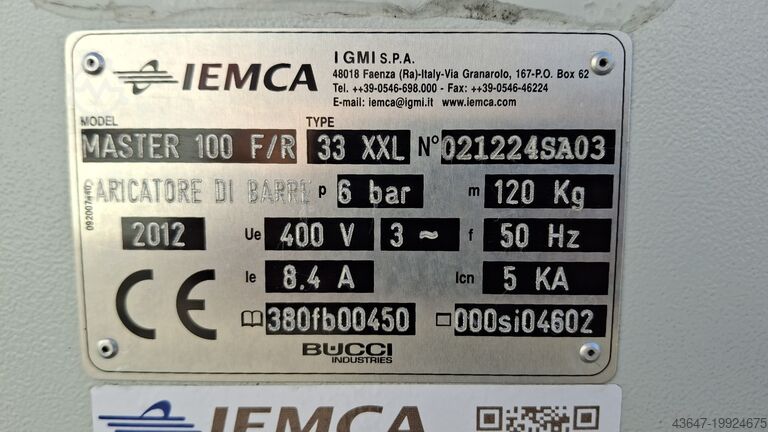 IEMCA
I GMI S.P.A.
48018 Faenza (Ra)-Italy-Via Granarolo, 167-P.O. Box 62
Tel. ++39-0546-698.000 - Fax: ++39-0546-46224
E-mail: iemca@igmi.it www.iemca.com
MODEL TYPE
MASTER 100 F/R 33 XXL N° 021224SA03
CARICATORE DI BARRE p 6 bar m 120 Kg
2012 Ue 400 V 3 ~ f 50 Hz
Ie 8.4 A Icn 5 KA
CE 380fb00450 000si04602
BUCCI
INDUSTRIES
IEMCA
43647-19924675